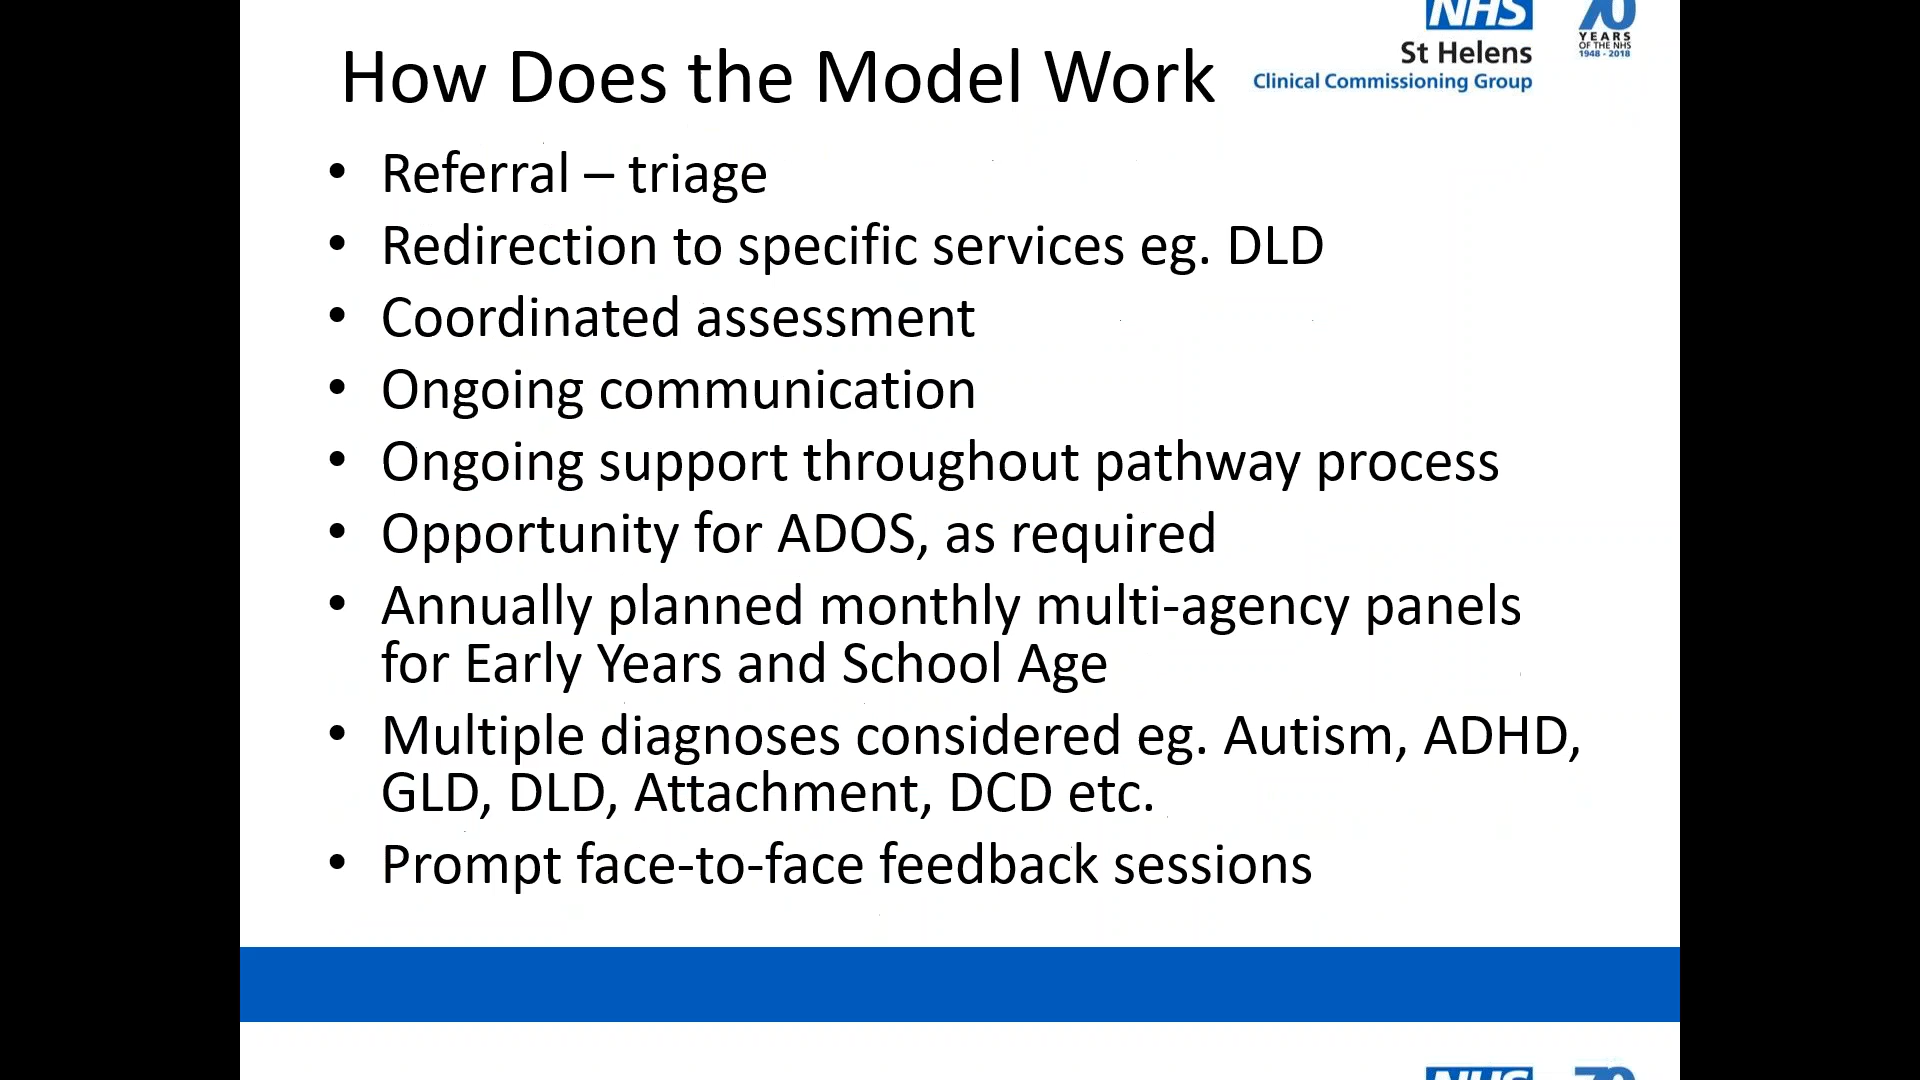 NHS
70
YEARS
OF THE NHS
1948 - 2018
St Helens
Clinical Commissioning Group
How Does the Model Work
• Referral – triage
• Redirection to specific services eg. DLD
• Coordinated assessment
• Ongoing communication
• Ongoing support throughout pathway process
• Opportunity for ADOS, as required
• Annually planned monthly multi-agency panels
for Early Years and School Age
• Multiple diagnoses considered eg. Autism, ADHD,
GLD, DLD, Attachment, DCD etc.
• Prompt face-to-face feedback sessions
NHS
70